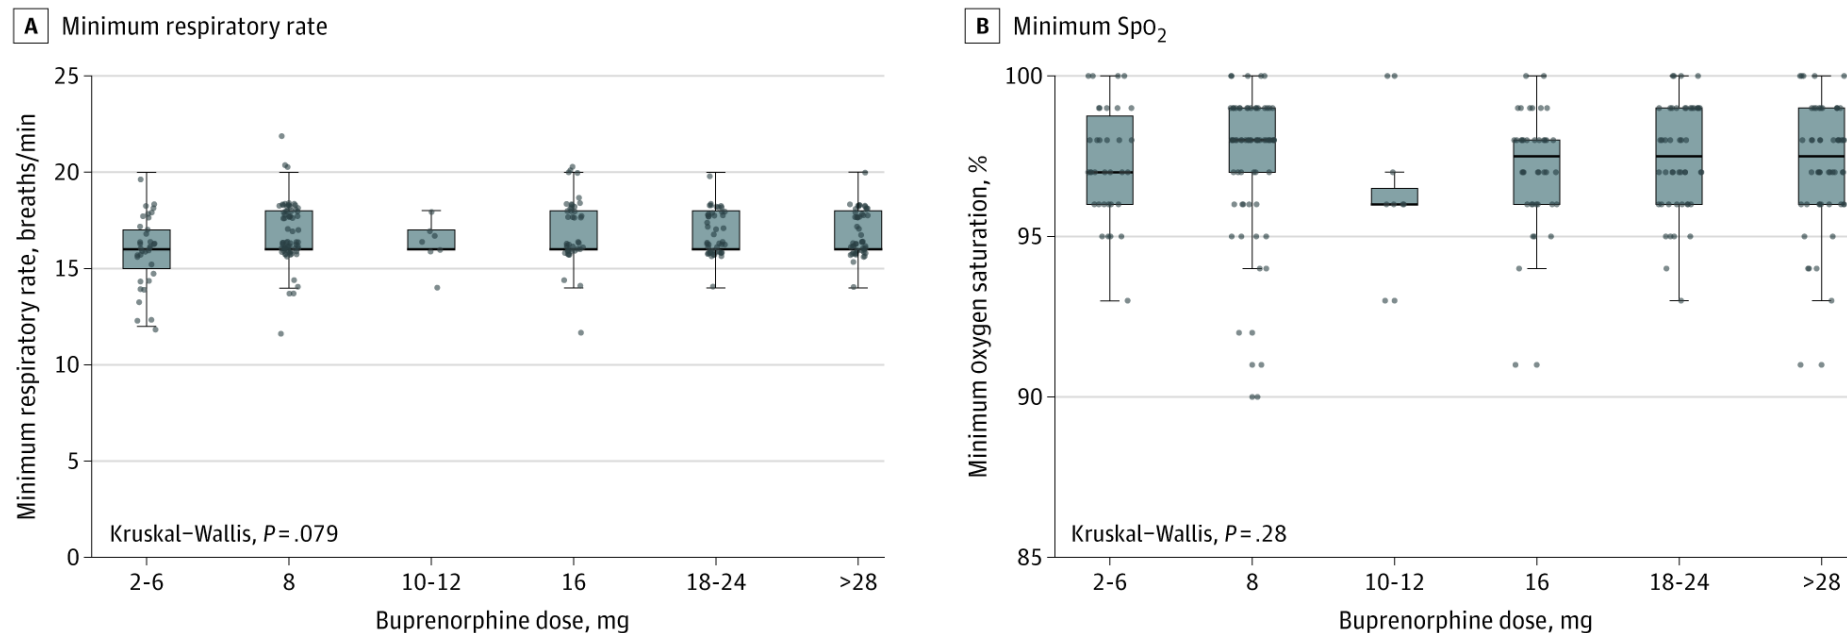 A Minimum respiratory rate
Minimum respiratory rate, breaths/min
25
20
15
10
5
0
Kruskal–Wallis, P = .079
2-6 8 10-12 16 18-24 >28
Buprenorphine dose, mg
B Minimum SpO₂
Minimum oxygen saturation, %
100
95
90
85
Kruskal–Wallis, P = .28
2-6 8 10-12 16 18-24 >28
Buprenorphine dose, mg